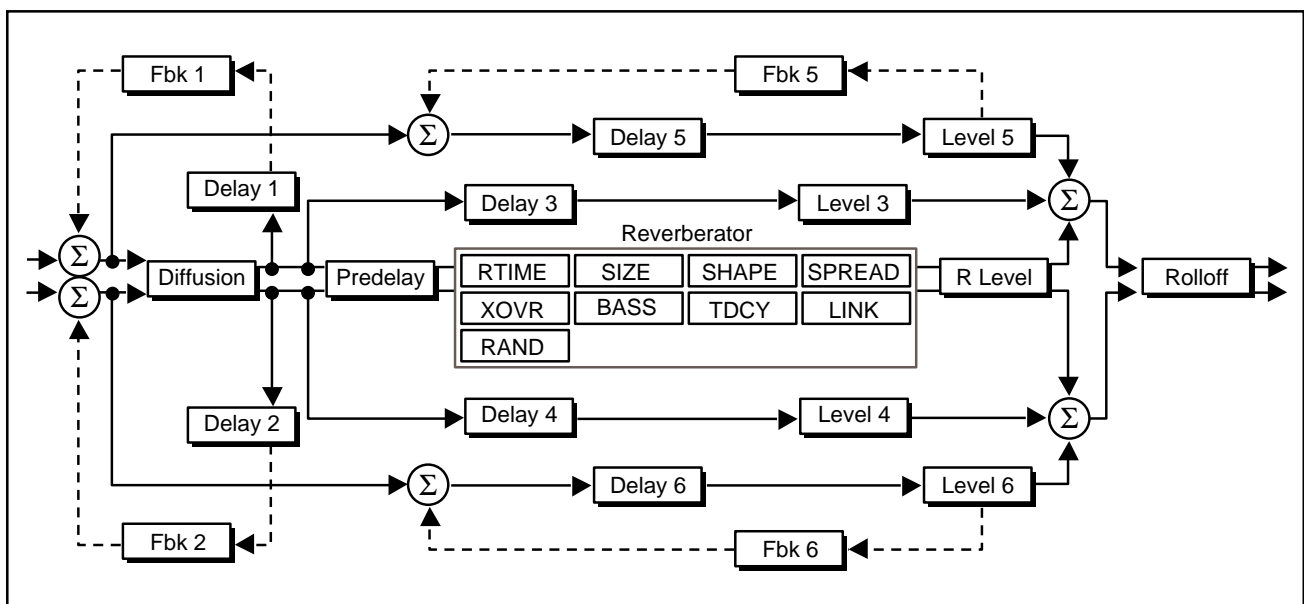 Fbk 1
Fbk 5
Σ
Delay 5
Level 5
Delay 1
Delay 3
Level 3
Σ
Reverberator
Σ
Diffusion
Predelay
RTIME
SIZE
SHAPE
SPREAD
R Level
Rolloff
Σ
XOVR
BASS
TDCY
LINK
RAND
Delay 2
Delay 4
Level 4
Σ
Σ
Delay 6
Level 6
Fbk 2
Fbk 6